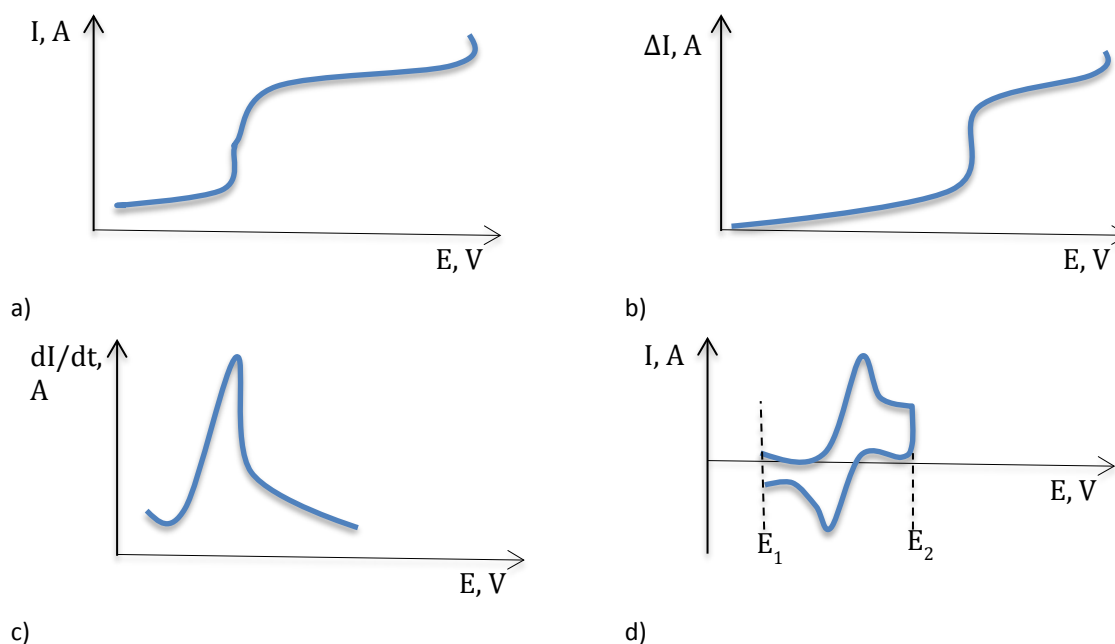 I, A
E, V
a)
ΔI, A
E, V
b)
dI/dt,
A
E, V
c)
I, A
E, V
E₁
E₂
d)